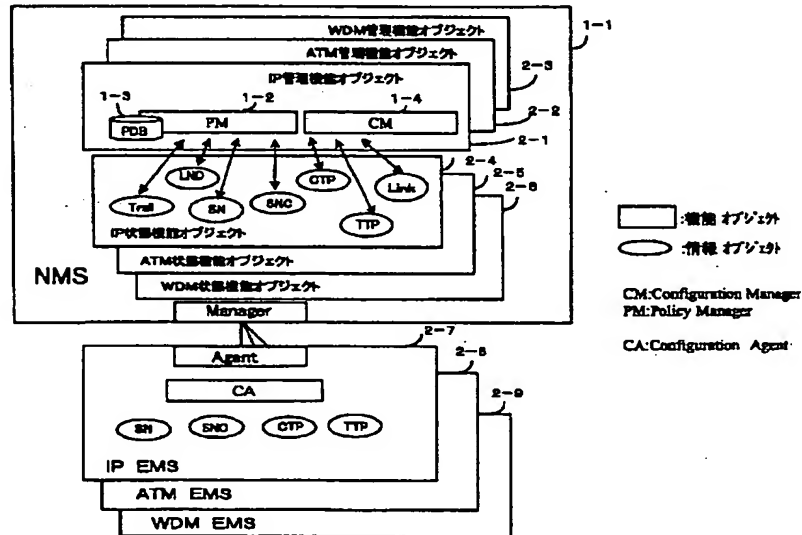 1-1
WDM管理機能オブジェクト
ATM管理機能オブジェクト
IP管理機能オブジェクト
2-3
2-2
2-1
1-3
1-2
1-4
PDB
PM
CM
2-4
2-5
2-6
LND
CTP
Link
Trail
SN
SNC
TTP
IP状態機能オブジェクト
ATM状態機能オブジェクト
WDM状態機能オブジェクト
NMS
Manager
:機能 オブジェクト
:情報 オブジェクト
CM:Configuration Manager
PM:Policy Manager
CA:Configuration Agent
2-7
2-8
2-9
Agent
CA
SN
SNC
CTP
TTP
IP EMS
ATM EMS
WDM EMS